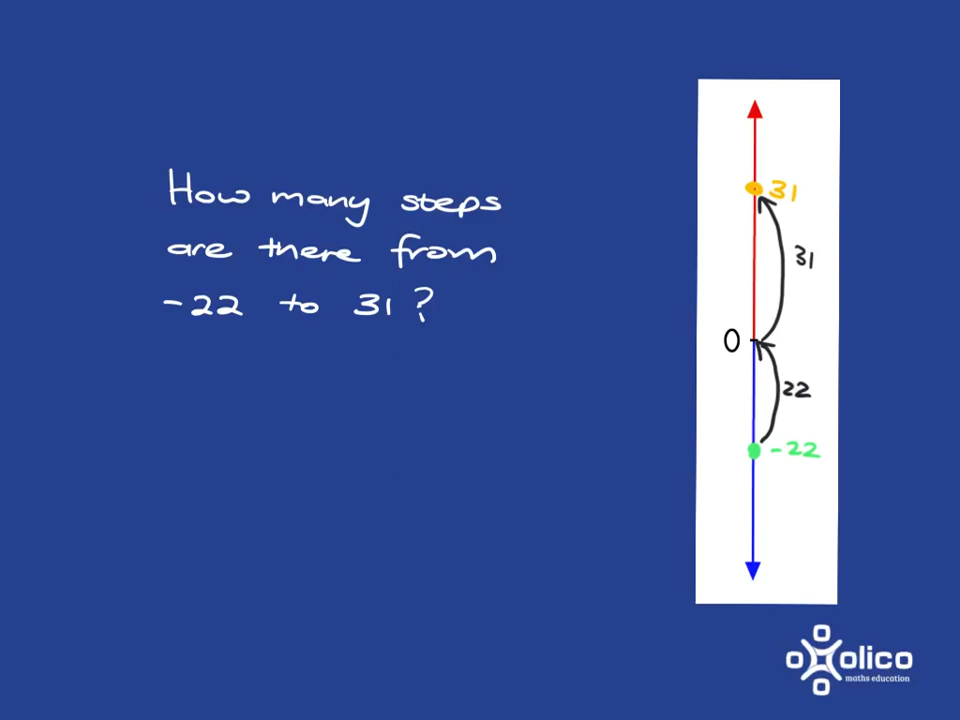 How many steps
are there from
-22 to 31?
31
31
0
22
-22
olico
maths education